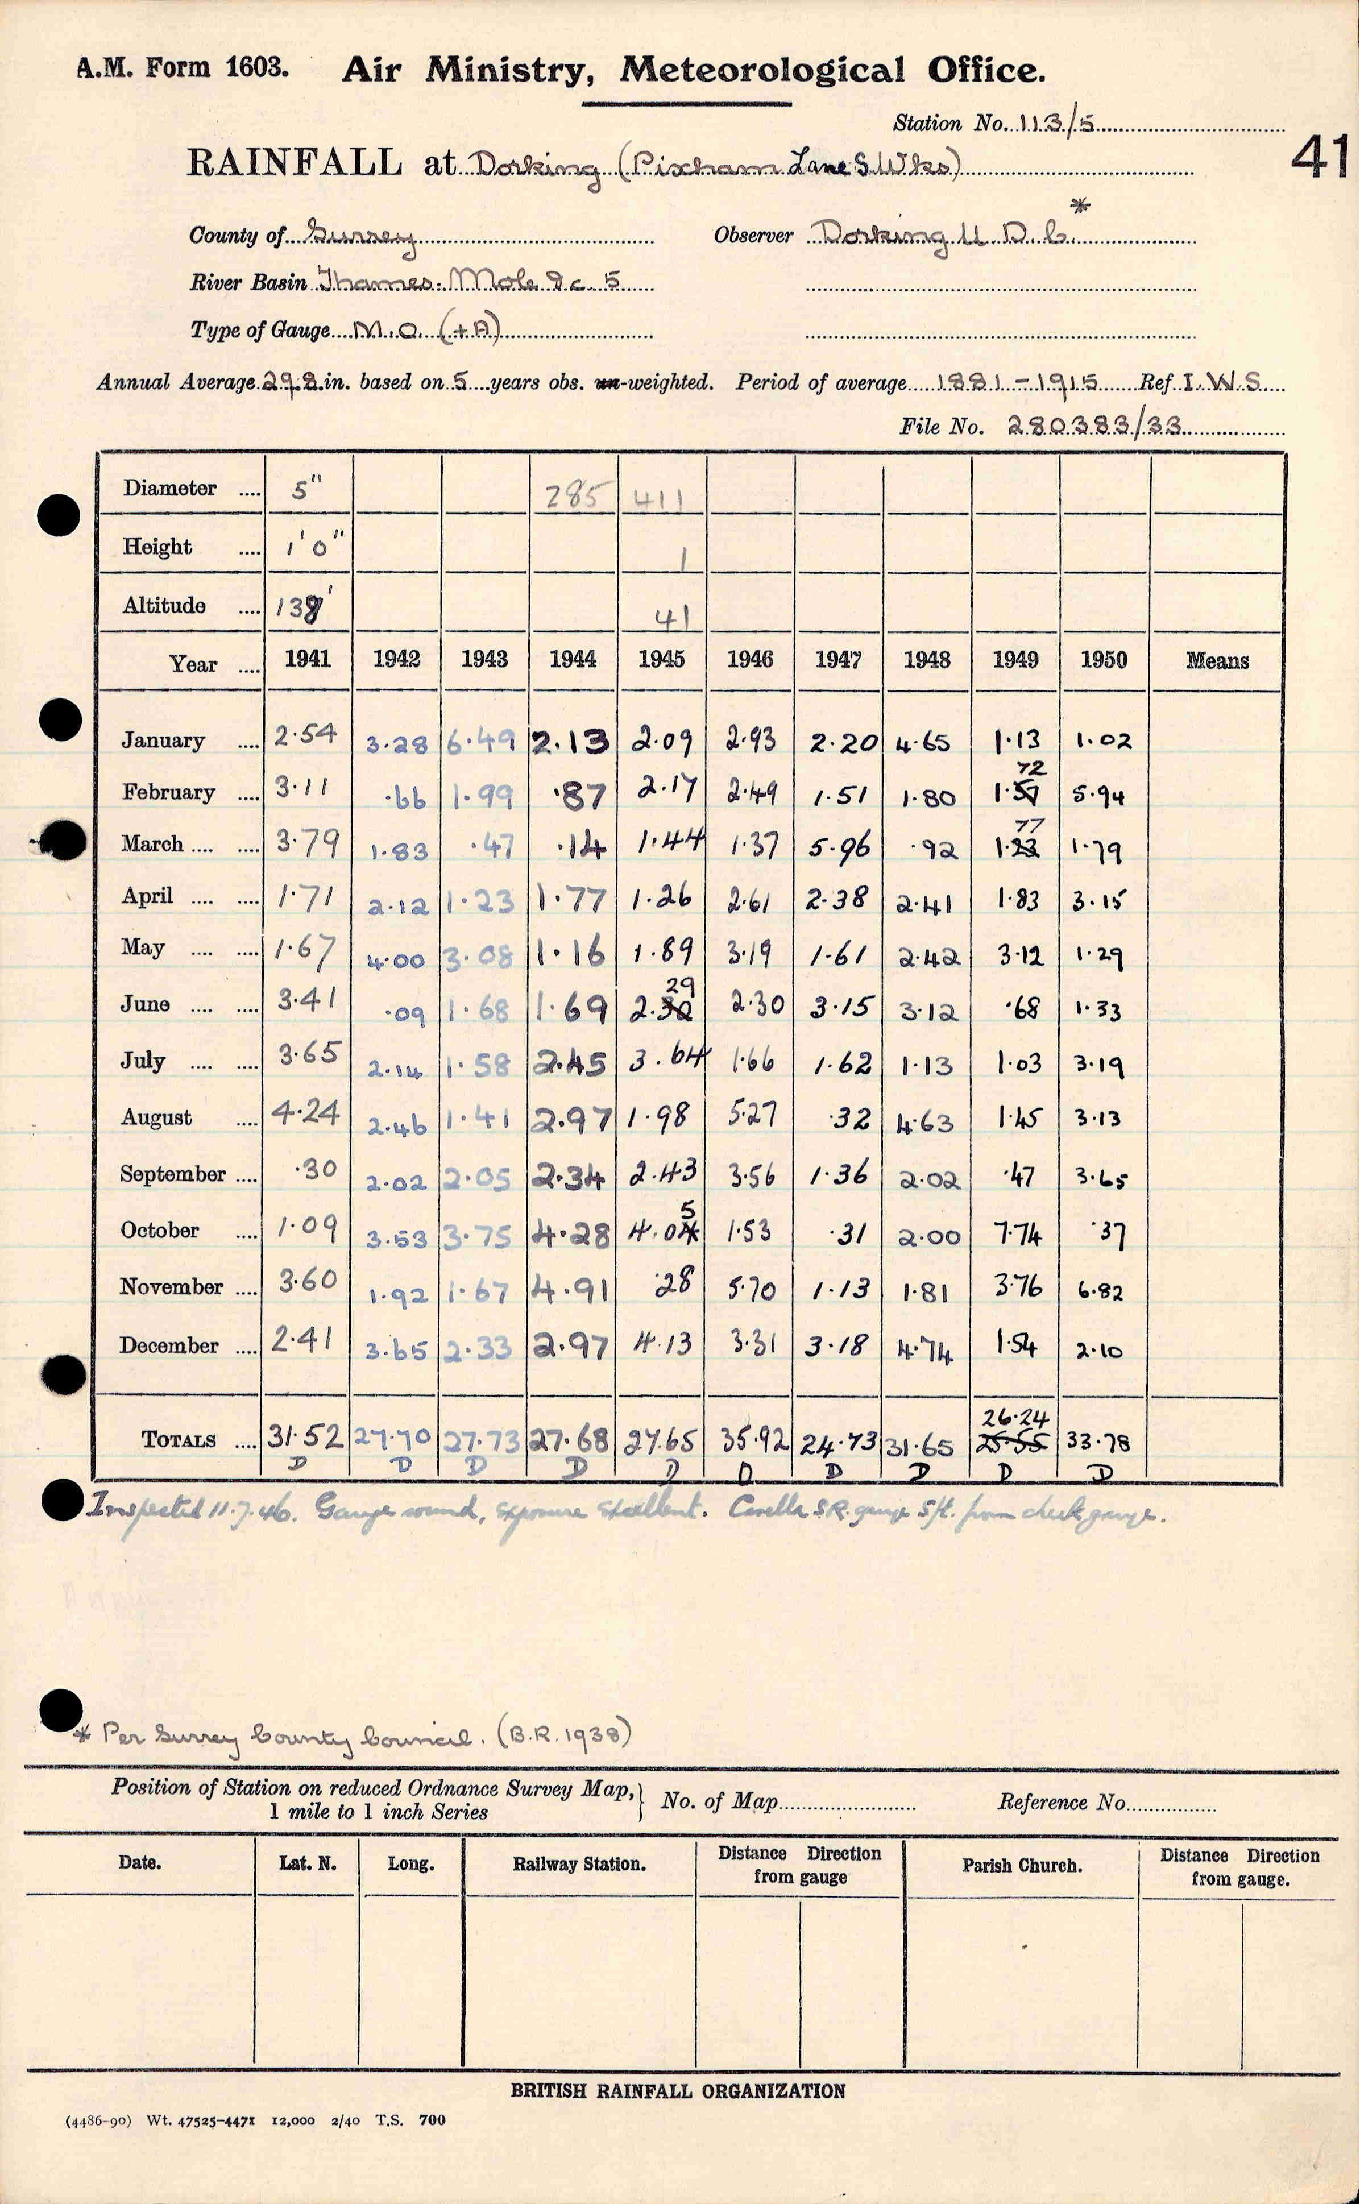 A.M. Form 1603. Air Ministry, Meteorological Office.
Station No. 113/5
41
RAINFALL at Dorking (Pixham Lane S. Wks)
County of Surrey Observer Dorking U.D.C.*
River Basin Thames. Mole &c. 5
Type of Gauge M.O. (+A)
Annual Average 29.8 in. based on 5 years obs. un-weighted. Period of average 1881-1915 Ref I.W.S
File No. 280383/33
Diameter .... 5" 285 411
Height .... 1'0" 1
Altitude .... 138' 41
Year .... 1941 1942 1943 1944 1945 1946 1947 1948 1949 1950 Means
January .... 2.54 3.28 6.49 2.13 2.09 2.93 2.20 4.65 1.13 1.02
72
February .... 3.11 .66 1.99 .87 2.17 2.49 1.51 1.80 1.57 5.94
77
March .... .... 3.79 1.83 .47 .14 1.44 1.37 5.96 .92 1.23 1.79
April .... .... 1.71 2.12 1.23 1.77 1.26 2.61 2.38 2.41 1.83 3.15
May .... .... 1.67 4.00 3.08 1.16 1.89 3.19 1.61 2.42 3.12 1.29
29
June .... .... 3.41 .09 1.68 1.69 2.30 2.30 3.15 3.12 .68 1.33
July .... .... 3.65 2.14 1.58 2.45 3.64 1.66 1.62 1.13 1.03 3.19
August .... 4.24 2.46 1.41 2.97 1.98 5.27 .32 4.63 1.45 3.13
September .... .30 2.02 2.05 2.34 2.43 3.56 1.36 2.02 .47 3.65
5
October .... 1.09 3.53 3.75 4.28 4.04 1.53 .31 2.00 7.74 .37
November .... 3.60 1.92 1.67 4.91 .28 5.70 1.13 1.81 3.76 6.82
December .... 2.41 3.65 2.33 2.97 4.13 3.31 3.18 4.74 1.54 2.10
26.24
TOTALS .... 31.52 27.70 27.73 27.68 27.65 35.92 24.73 31.65 25.55 33.78
D D D D D D D D D D
Inspected 11.7.46. Gauge sound, exposure excellent. Casella S.R. gauge 5ft. from check gauge.
* Per Surrey County Council. (B.R. 1938)
Position of Station on reduced Ordnance Survey Map, 1 mile to 1 inch Series } No. of Map Reference No.
Date. Lat. N. Long. Railway Station. Distance Direction from gauge Parish Church. Distance Direction from gauge.
BRITISH RAINFALL ORGANIZATION
(4486-90) Wt. 47525-4471 12,000 2/40 T.S. 700